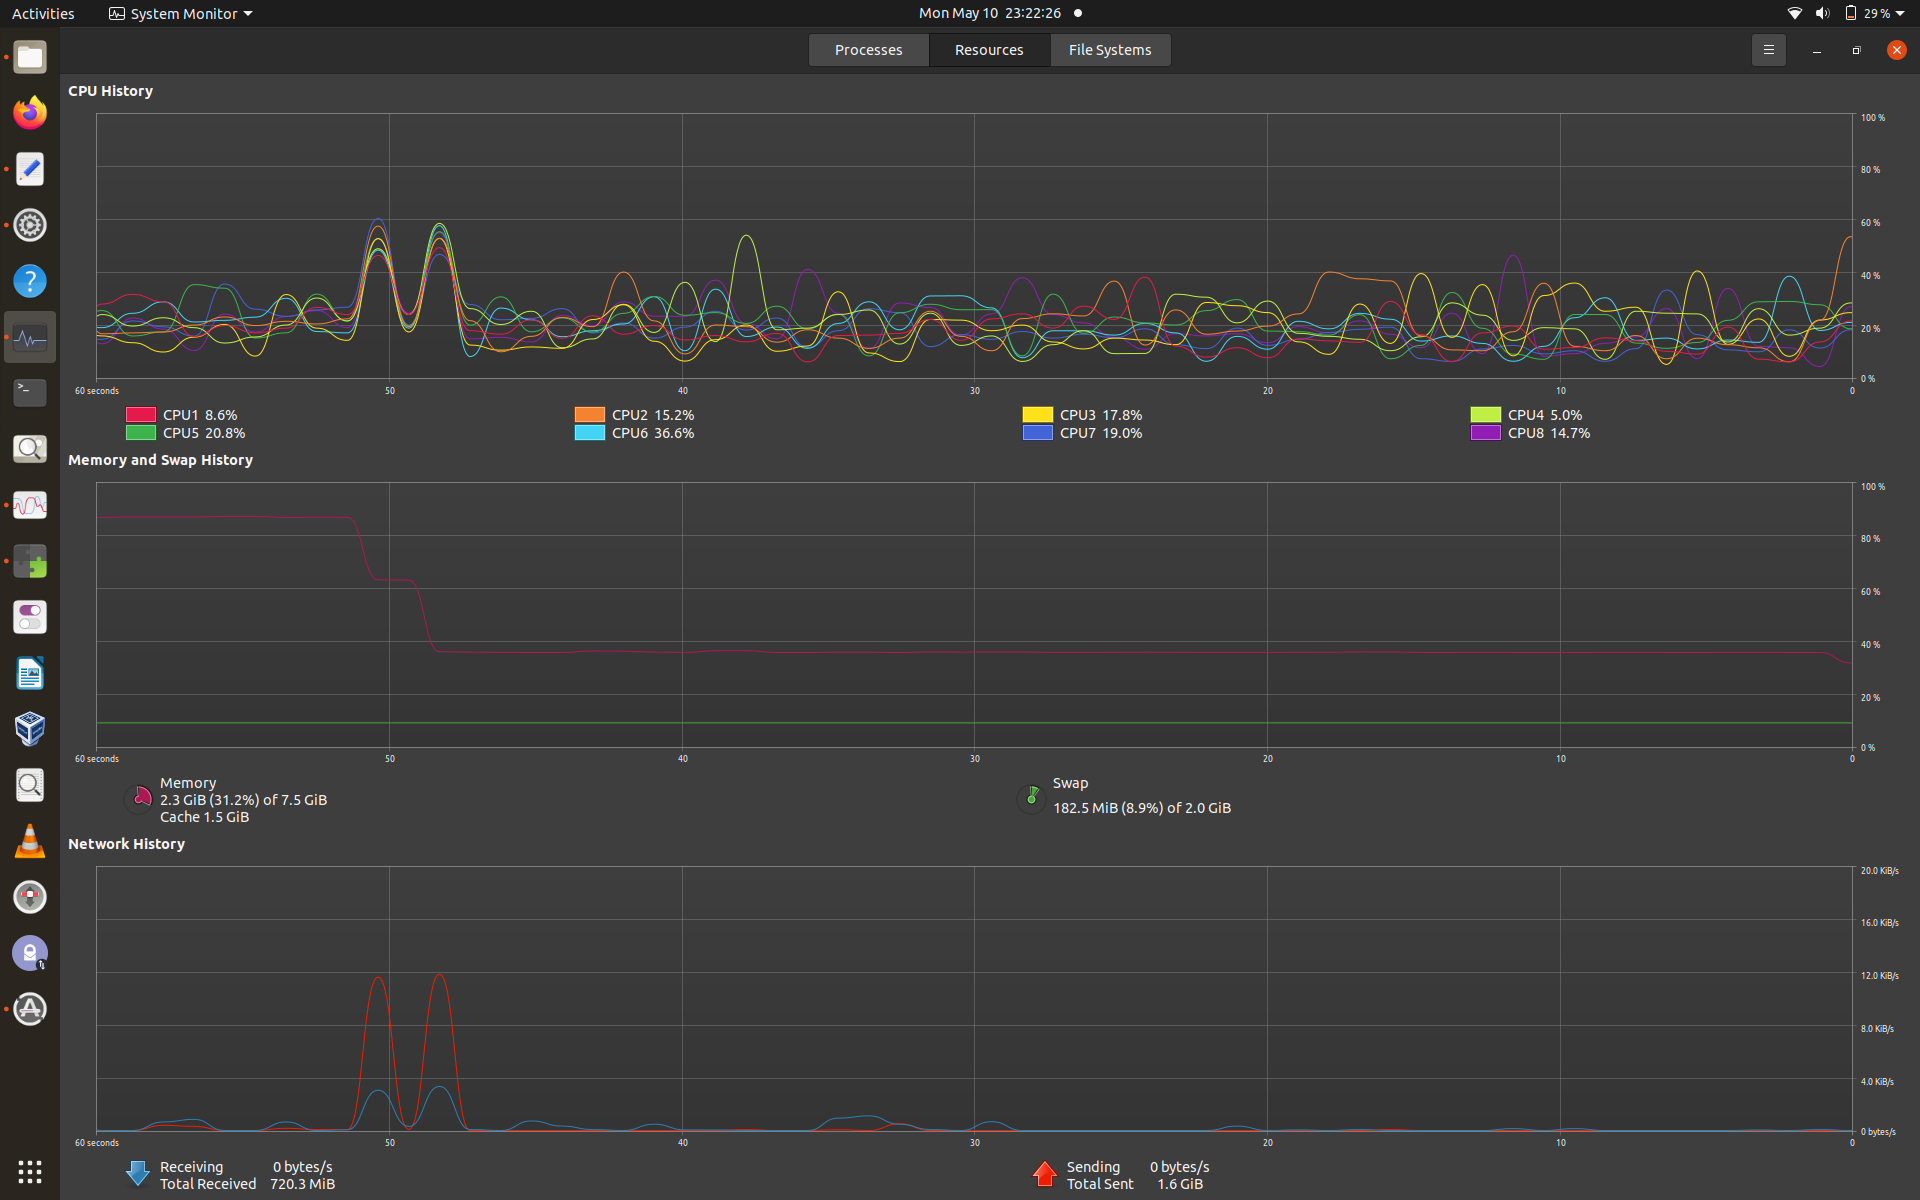 Activities System Monitor Mon May 10 23:22:26 29 %
Processes Resources File Systems
CPU History
100 %
80 %
60 %
40 %
20 %
0 %
60 seconds 50 40 30 20 10 0
CPU1 8.6% CPU2 15.2% CPU3 17.8% CPU4 5.0%
CPU5 20.8% CPU6 36.6% CPU7 19.0% CPU8 14.7%
Memory and Swap History
100 %
80 %
60 %
40 %
20 %
0 %
60 seconds 50 40 30 20 10 0
Memory
2.3 GiB (31.2%) of 7.5 GiB
Cache 1.5 GiB
Swap
182.5 MiB (8.9%) of 2.0 GiB
Network History
20.0 KiB/s
16.0 KiB/s
12.0 KiB/s
8.0 KiB/s
4.0 KiB/s
0 bytes/s
60 seconds 50 40 30 20 10 0
Receiving 0 bytes/s
Total Received 720.3 MiB
Sending 0 bytes/s
Total Sent 1.6 GiB